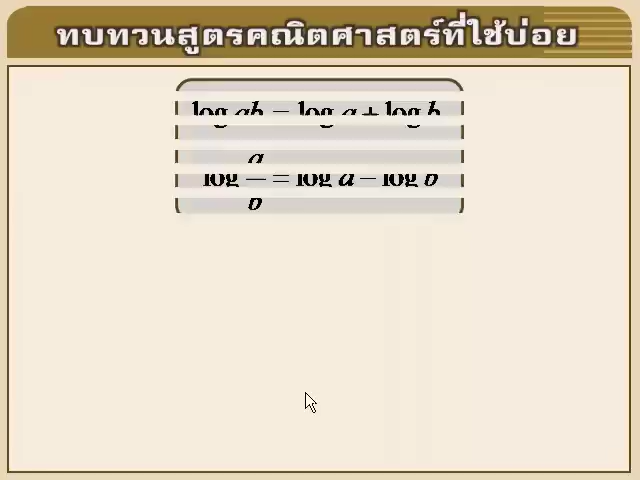 ทบทวนสูตรคณิตศาสตร์ที่ใช้บ่อย
log ab = log a + log b
log a/b = log a − log b